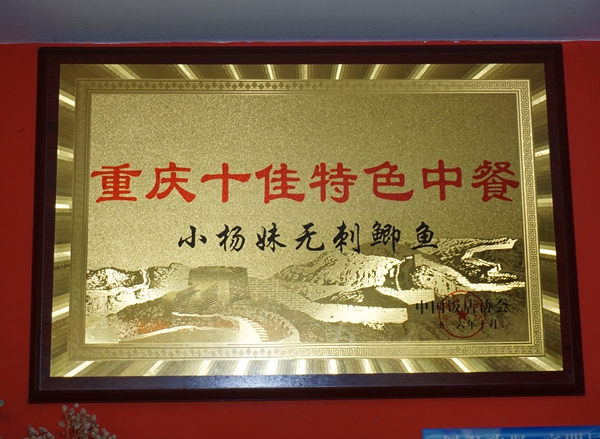 重庆十佳特色中餐
小杨妹无刺鲫鱼
中国饭店协会